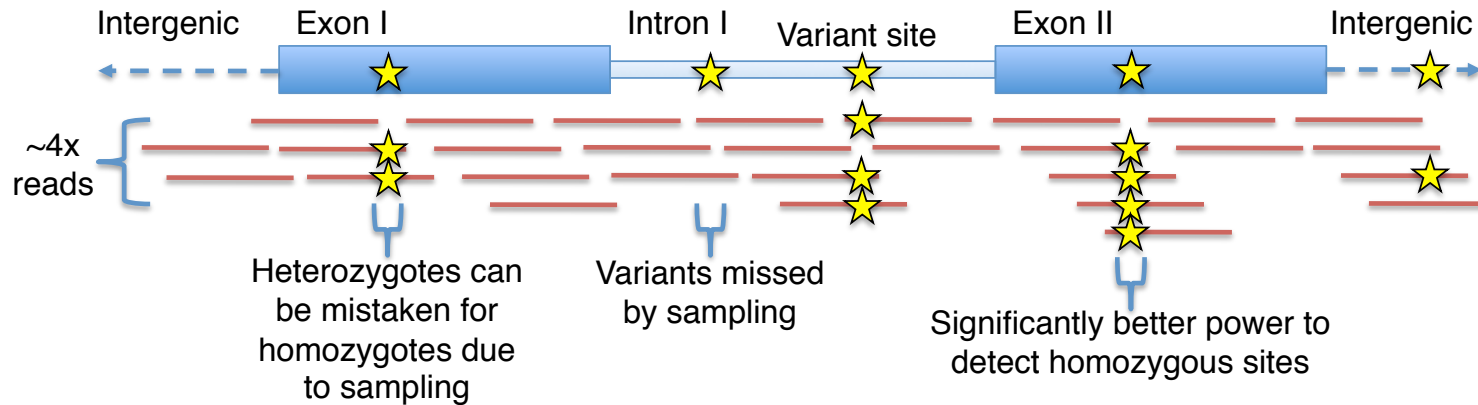 Intergenic
Exon I
Intron I
Variant site
Exon II
Intergenic
~4x
reads
Heterozygotes can
be mistaken for
homozygotes due
to sampling
Variants missed
by sampling
Significantly better power to
detect homozygous sites